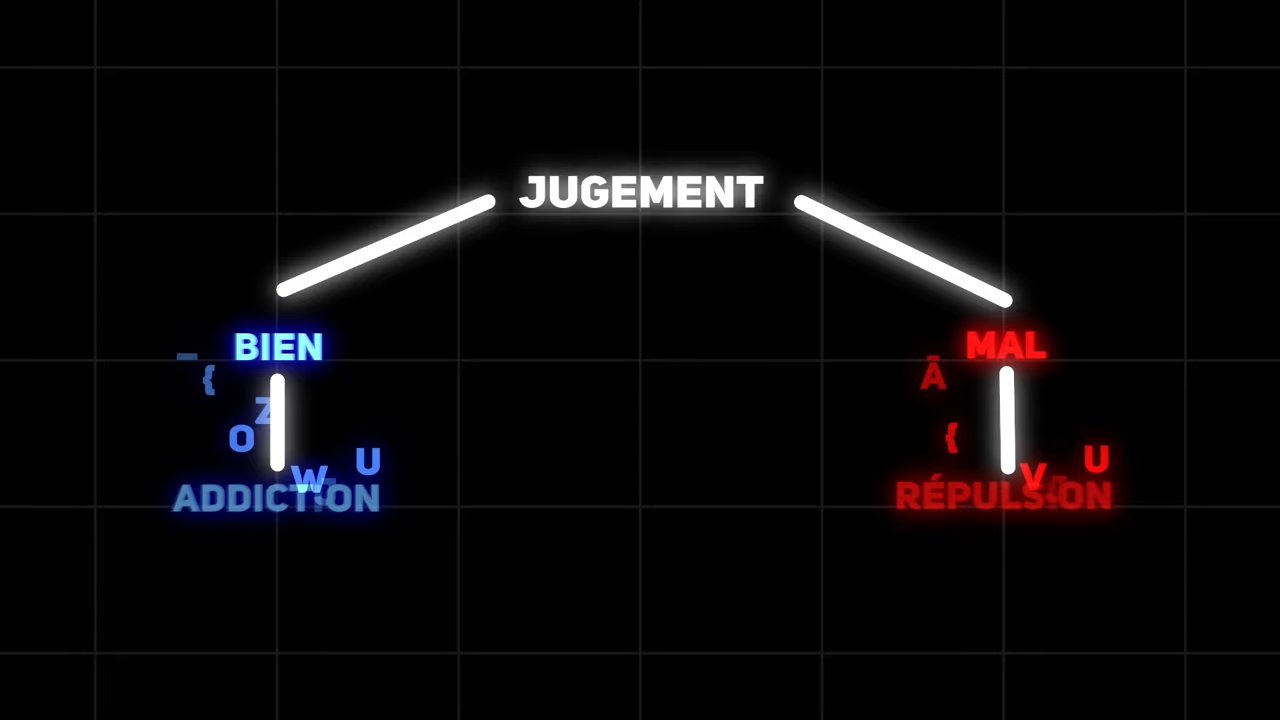 JUGEMENT
BIEN
MAL
_
{
Z
O
W
U
Ā
{
V
U
ADDICTION
RÉPULSION